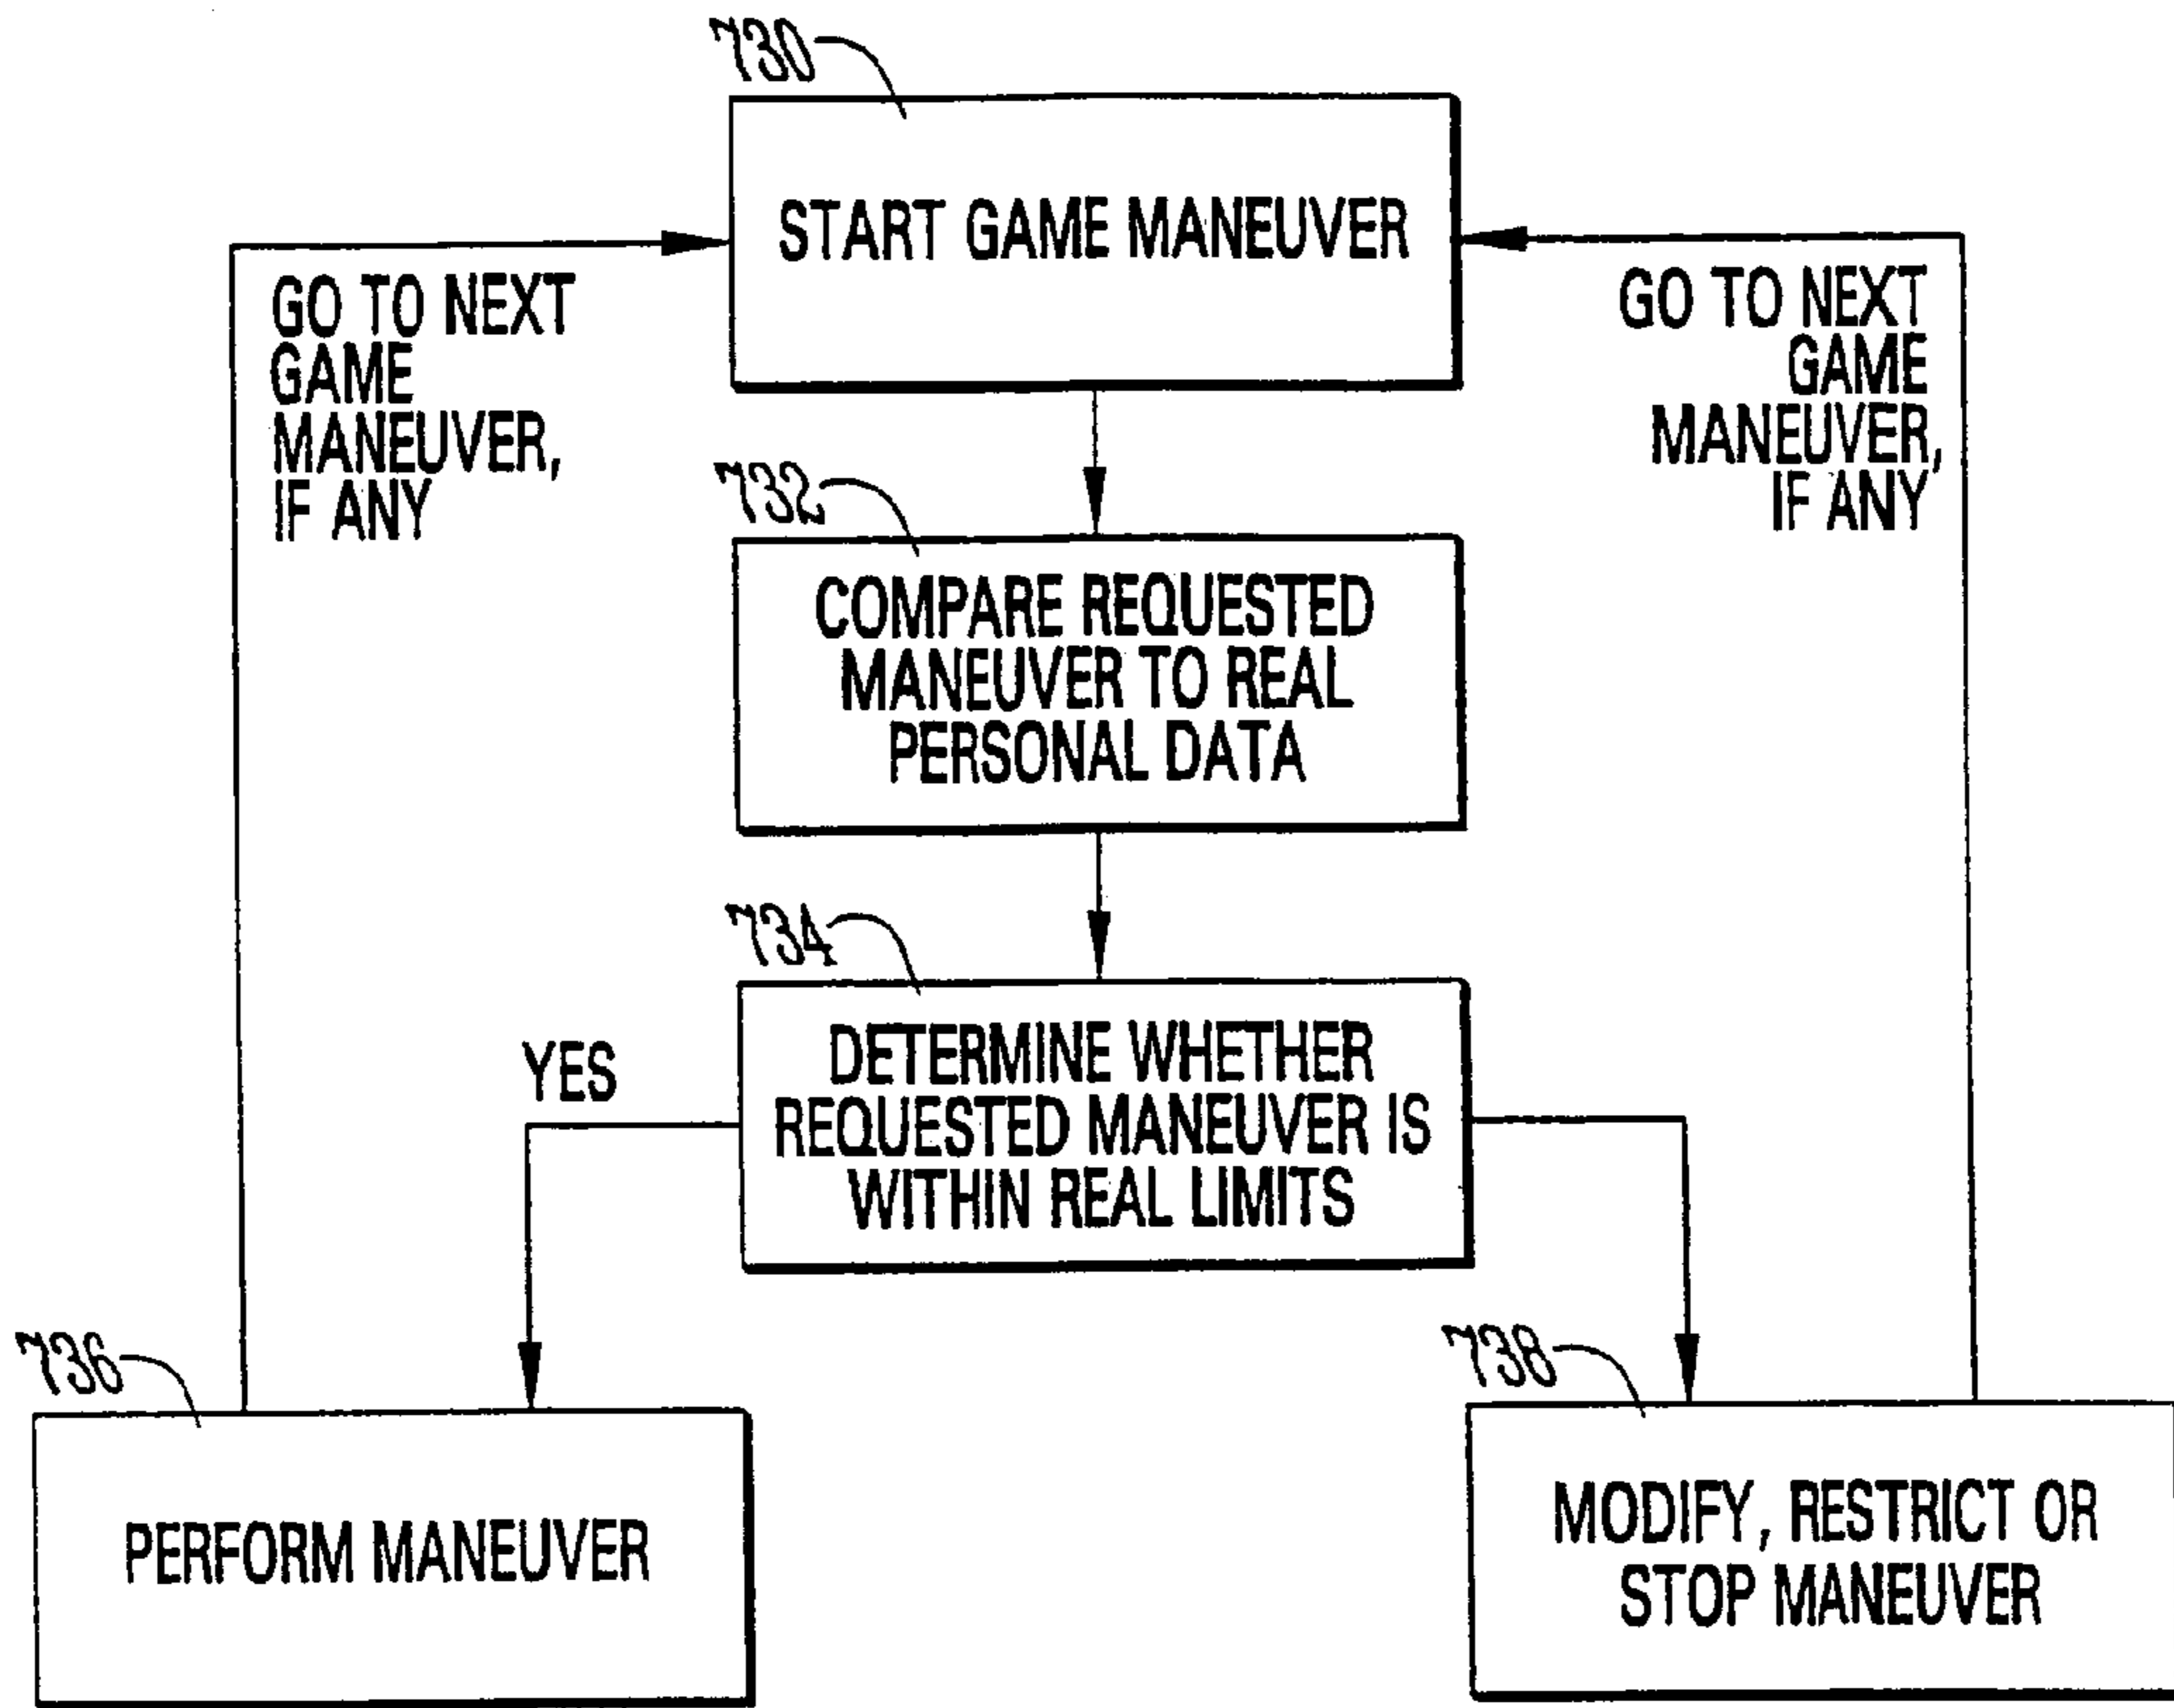 730
START GAME MANEUVER
GO TO NEXT
GAME
MANEUVER,
IF ANY
GO TO NEXT
GAME
MANEUVER,
IF ANY
732
COMPARE REQUESTED
MANEUVER TO REAL
PERSONAL DATA
734
DETERMINE WHETHER
REQUESTED MANEUVER IS
WITHIN REAL LIMITS
YES
736
PERFORM MANEUVER
738
MODIFY, RESTRICT OR
STOP MANEUVER